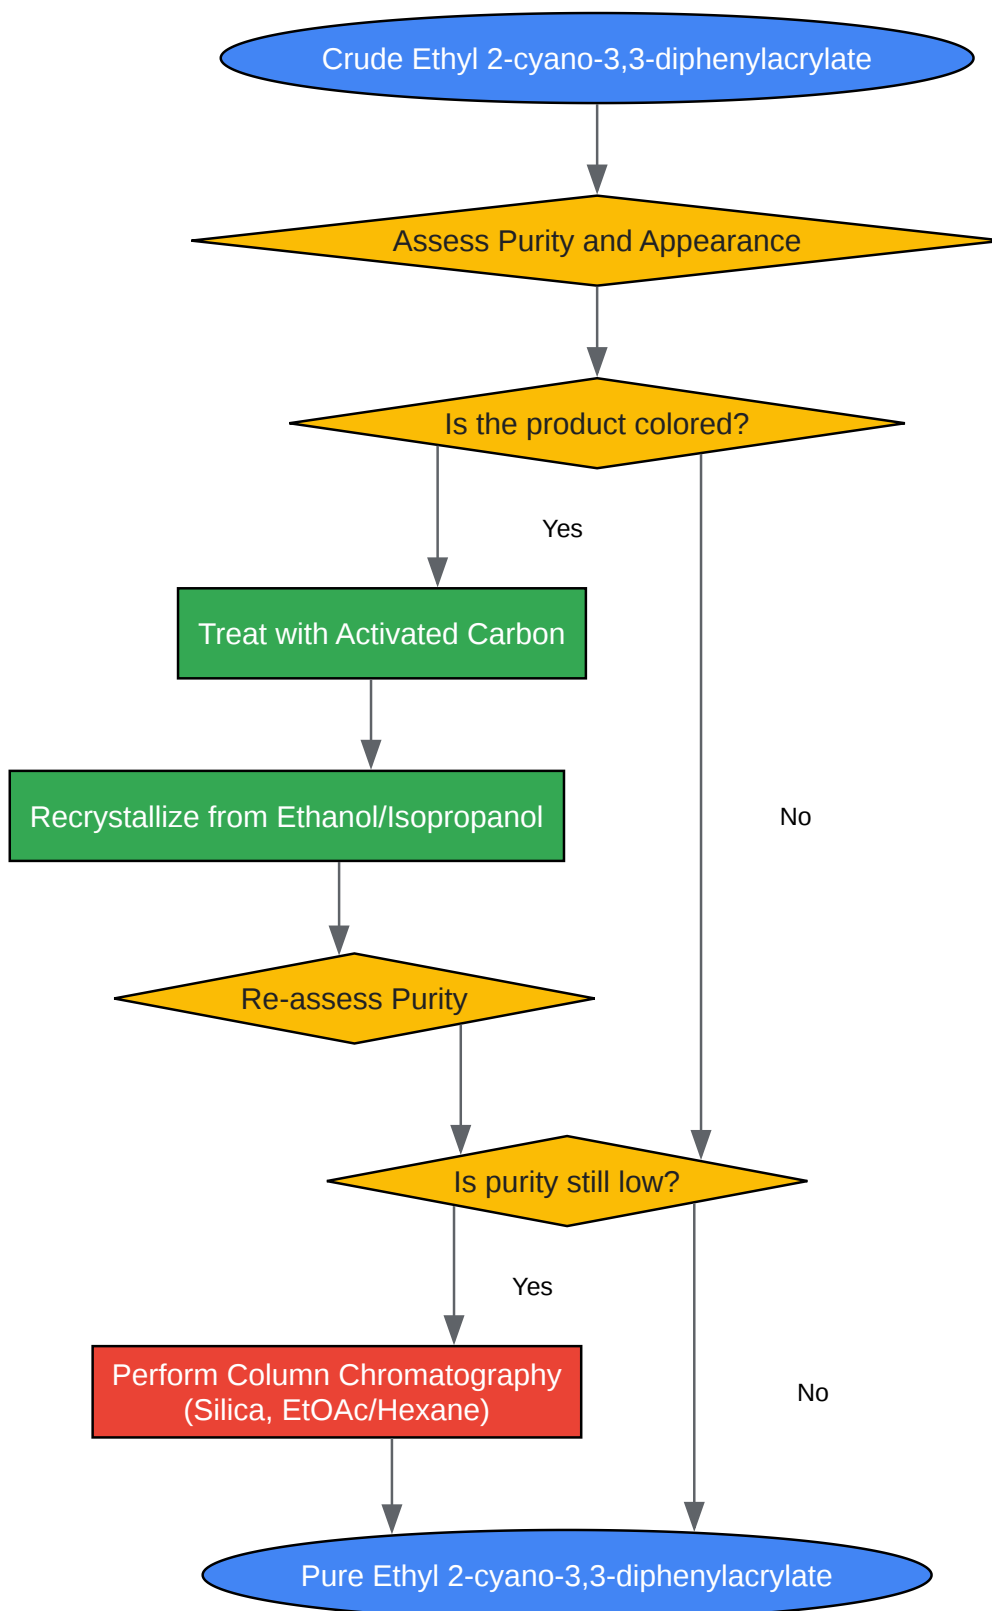 Crude Ethyl 2-cyano-3,3-diphenylacrylate
Assess Purity and Appearance
Is the product colored?
Yes
Treat with Activated Carbon
Recrystallize from Ethanol/Isopropanol
No
Re-assess Purity
Is purity still low?
Yes
Perform Column Chromatography
(Silica, EtOAc/Hexane)
No
Pure Ethyl 2-cyano-3,3-diphenylacrylate